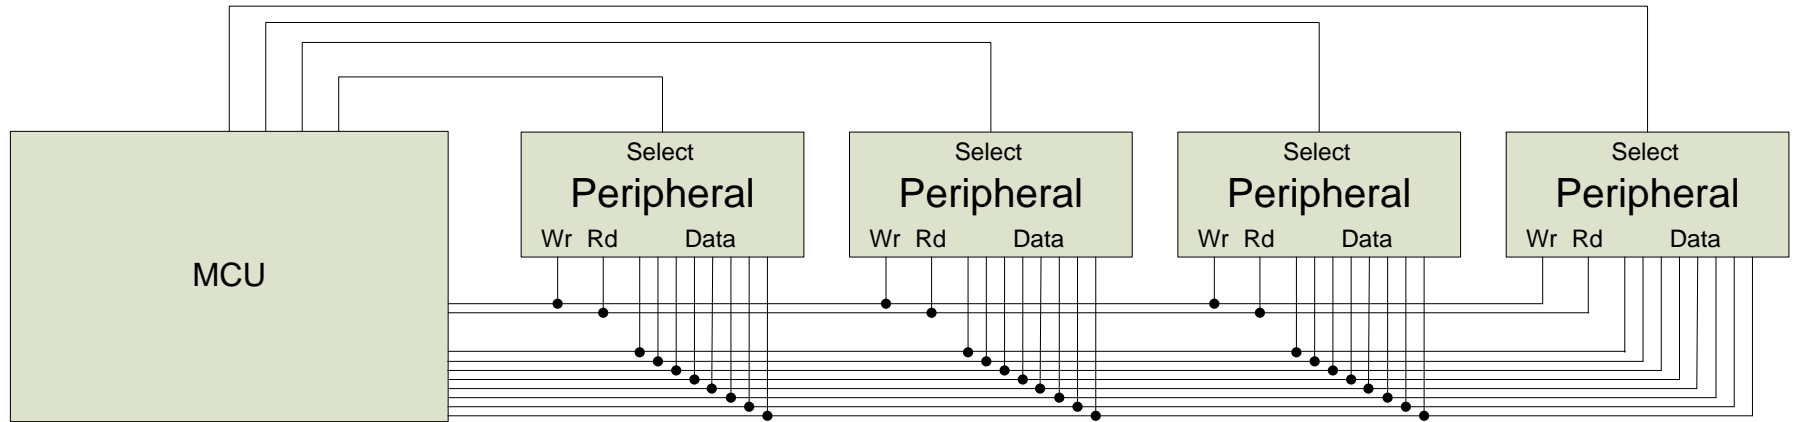 Select
Peripheral
Wr Rd Data
Select
Peripheral
Wr Rd Data
Select
Peripheral
Wr Rd Data
Select
Peripheral
Wr Rd Data
MCU